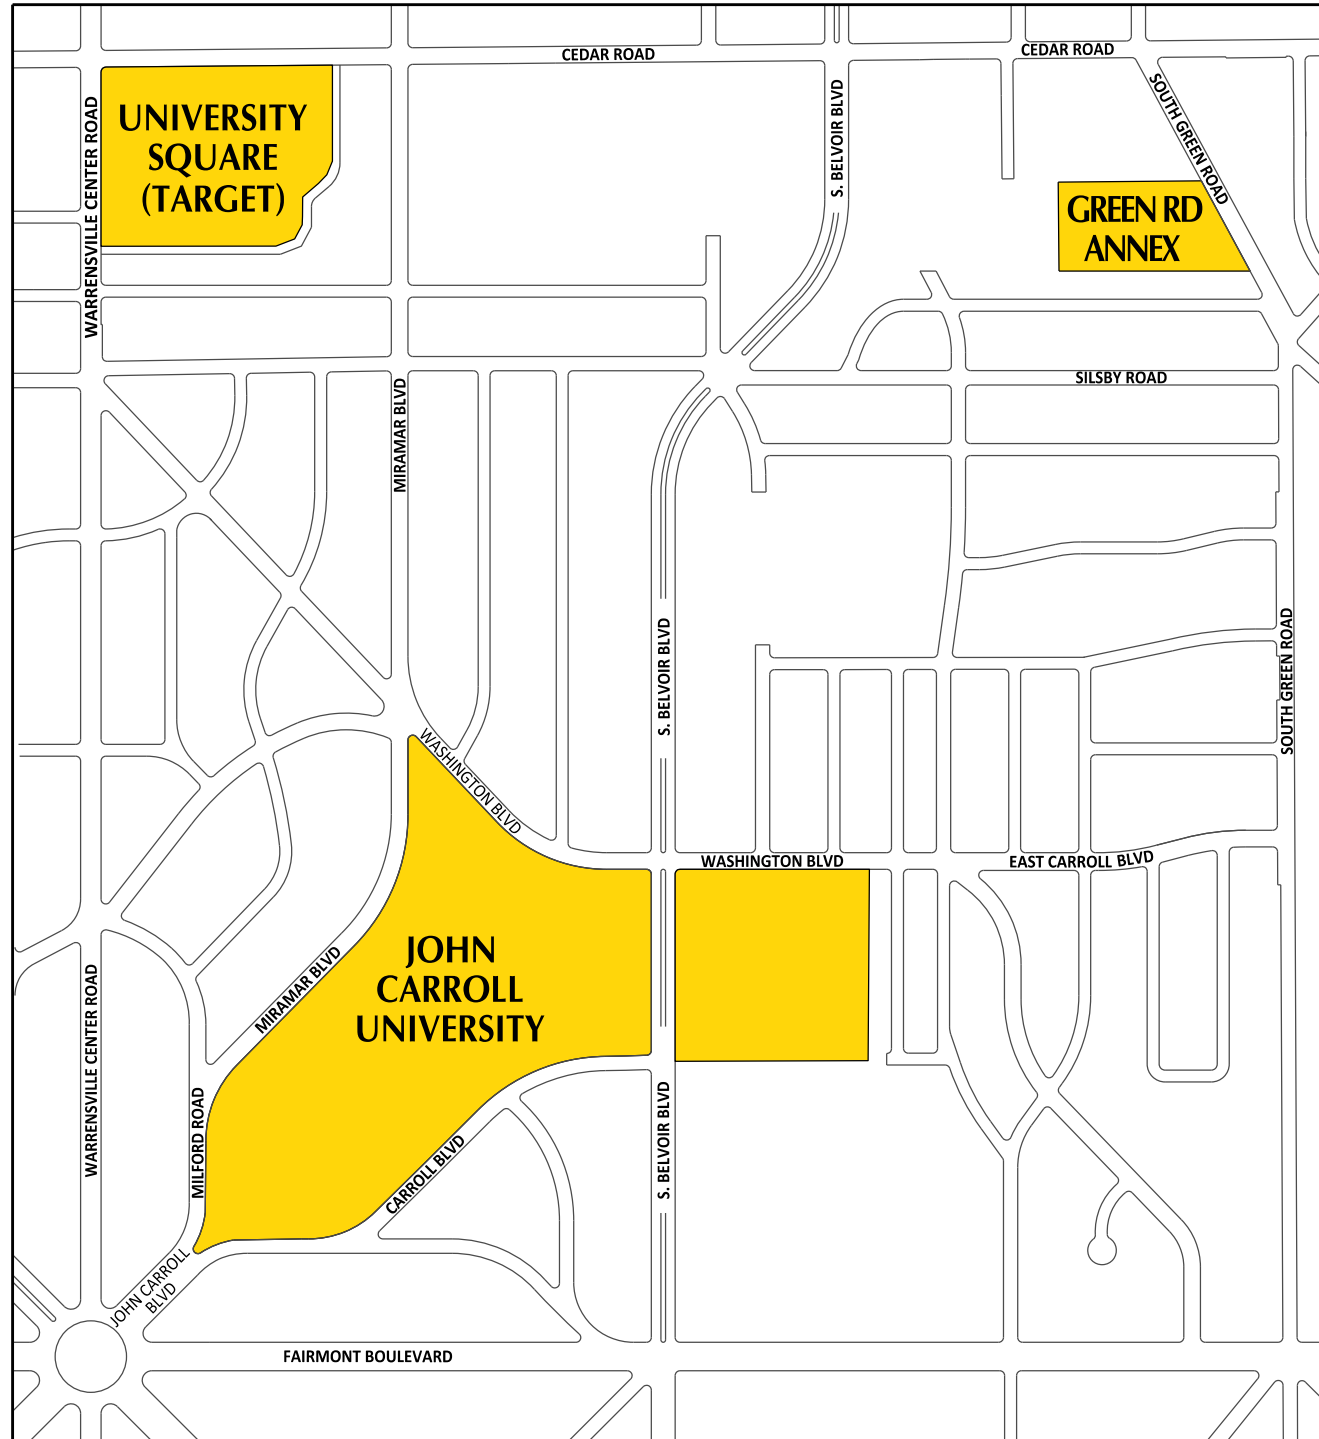 CEDAR ROAD
CEDAR ROAD
UNIVERSITY
SQUARE
(TARGET)
WARRENSVILLE CENTER ROAD
S. BELVOIR BLVD
SOUTH GREEN ROAD
GREEN RD
ANNEX
SILSBY ROAD
MIRAMAR BLVD
S. BELVOIR BLVD
SOUTH GREEN ROAD
WASHINGTON BLVD
WASHINGTON BLVD
EAST CARROLL BLVD
JOHN
CARROLL
UNIVERSITY
MIRAMAR BLVD
WARRENSVILLE CENTER ROAD
MILFORD ROAD
CARROLL BLVD
S. BELVOIR BLVD
JOHN CARROLL
BLVD
FAIRMONT BOULEVARD